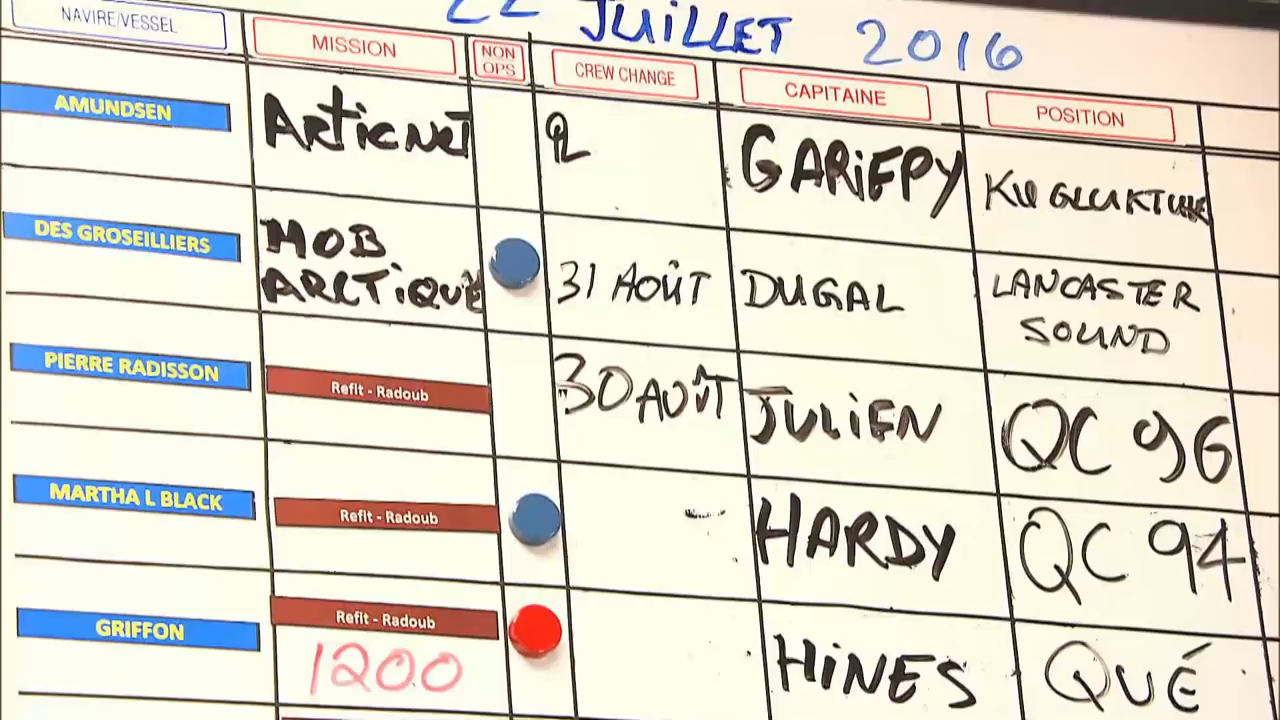 22 JUILLET 2016
NAVIRE/VESSEL MISSION NON OPS CREW CHANGE CAPITAINE POSITION
AMUNDSEN ArticNet GARIEPY KUGLUKTUK
DES GROSEILLIERS MOB ARCTIQUE 31 AOÛT DUGAL LANCASTER SOUND
PIERRE RADISSON Refit - Radoub 30 AOÛT JULIEN QC 96
MARTHA L BLACK Refit - Radoub HARDY QC 94
GRIFFON Refit - Radoub 1200 HINES QUÉ